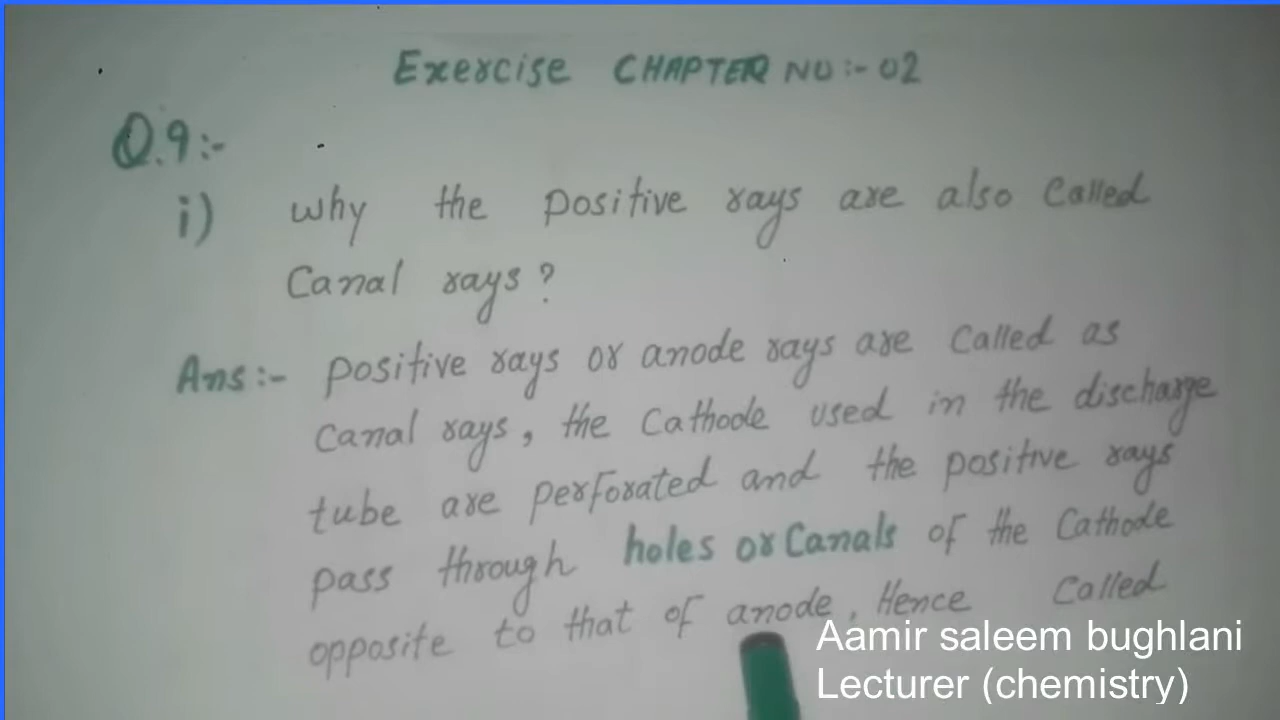 Exercise CHAPTER NO:- 02
Q.9:-
i) why the positive rays are also called
Canal rays?
Ans:- positive rays or anode rays are called as
canal rays, the cathode used in the discharge
tube are perforated and the positive rays
pass through holes or Canals of the Cathode
opposite to that of anode. Hence called
Aamir saleem bughlani
Lecturer (chemistry)